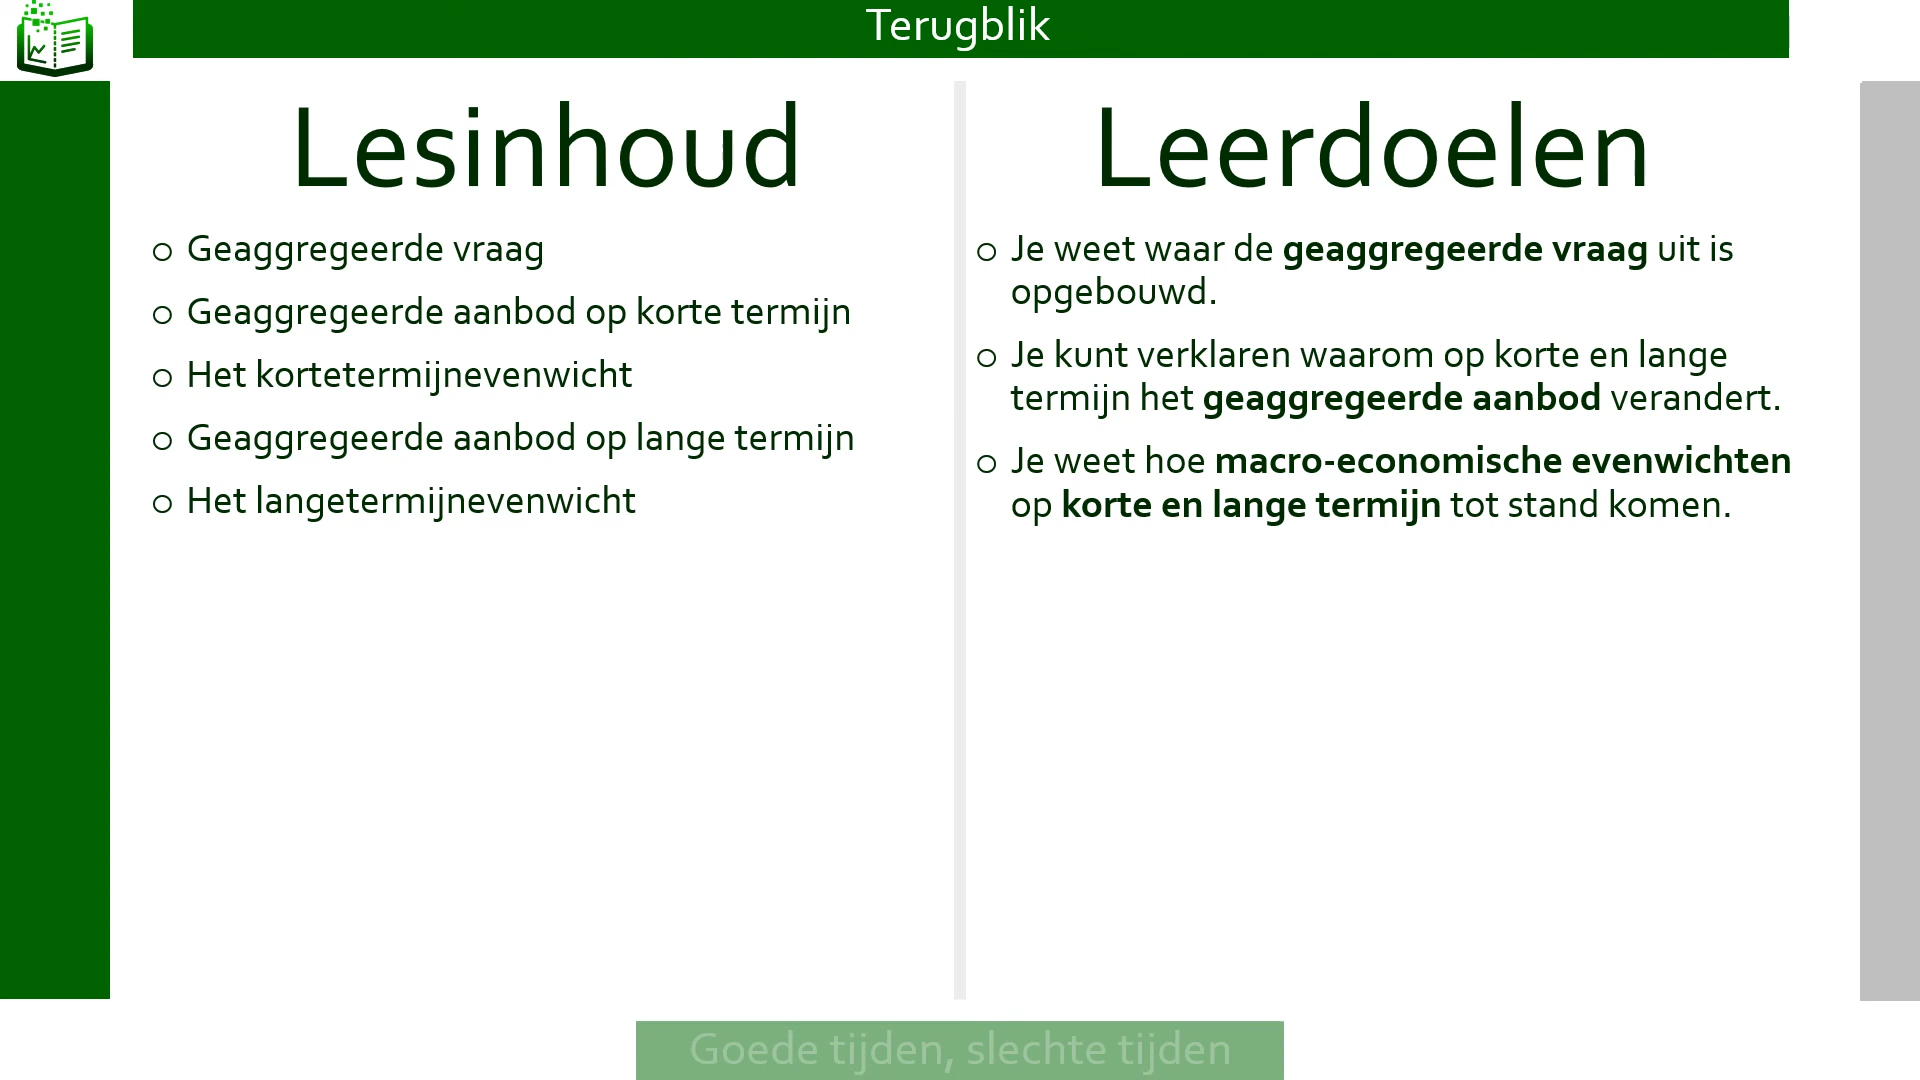 Terugblik
Lesinhoud
○ Geaggregeerde vraag
○ Geaggregeerde aanbod op korte termijn
○ Het kortetermijnevenwicht
○ Geaggregeerde aanbod op lange termijn
○ Het langetermijnevenwicht
Leerdoelen
○ Je weet waar de geaggregeerde vraag uit is
opgebouwd.
○ Je kunt verklaren waarom op korte en lange
termijn het geaggregeerde aanbod verandert.
○ Je weet hoe macro-economische evenwichten
op korte en lange termijn tot stand komen.
Goede tijden, slechte tijden